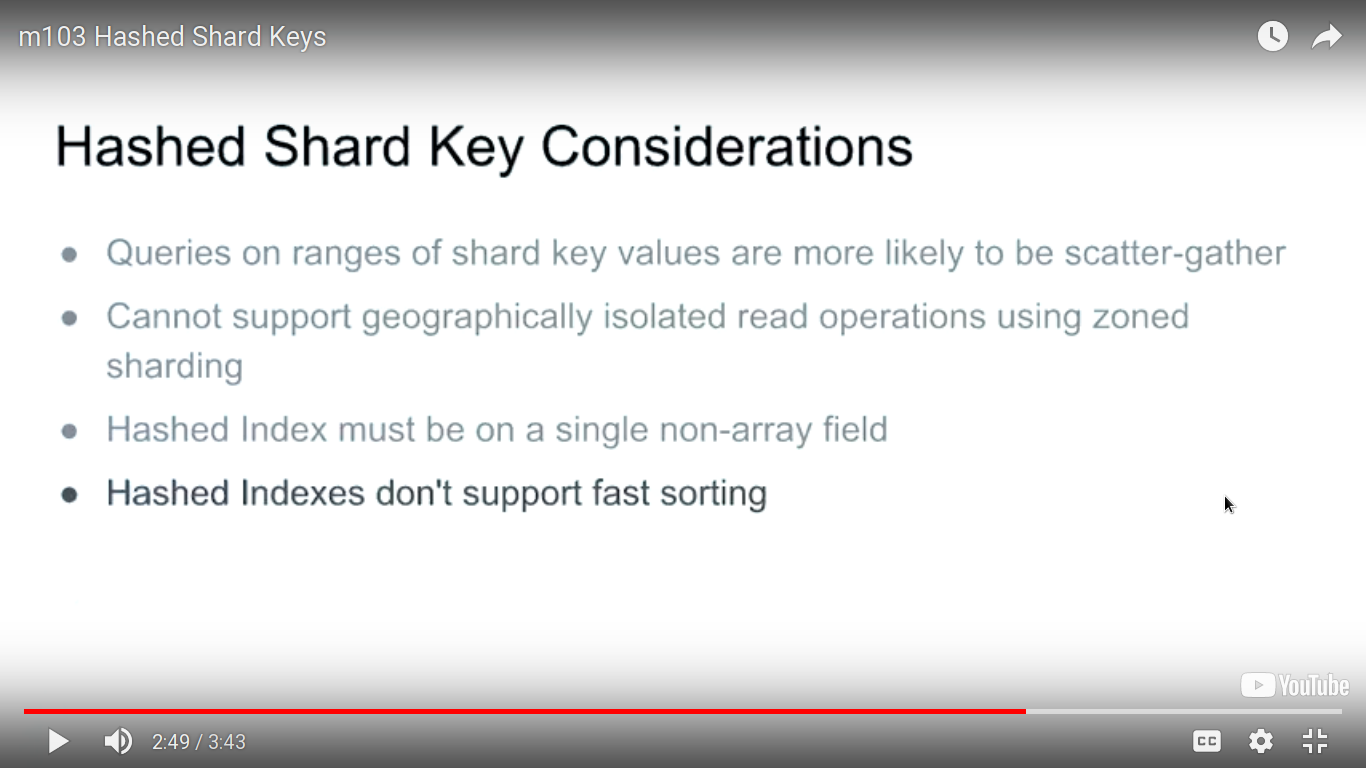 m103 Hashed Shard Keys
Hashed Shard Key Considerations
● Queries on ranges of shard key values are more likely to be scatter-gather
● Cannot support geographically isolated read operations using zoned
sharding
● Hashed Index must be on a single non-array field
● Hashed Indexes don't support fast sorting
YouTube
2:49 / 3:43
CC